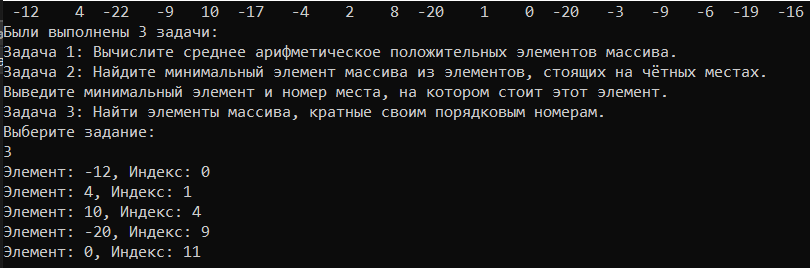 -12 4 -22 -9 10 -17 -4 2 8 -20 1 0 -20 -3 -9 -6 -19 -16
Были выполнены 3 задачи:
Задача 1: Вычислите среднее арифметическое положительных элементов массива.
Задача 2: Найдите минимальный элемент массива из элементов, стоящих на чётных местах.
Выведите минимальный элемент и номер места, на котором стоит этот элемент.
Задача 3: Найти элементы массива, кратные своим порядковым номерам.
Выберите задание:
3
Элемент: -12, Индекс: 0
Элемент: 4, Индекс: 1
Элемент: 10, Индекс: 4
Элемент: -20, Индекс: 9
Элемент: 0, Индекс: 11